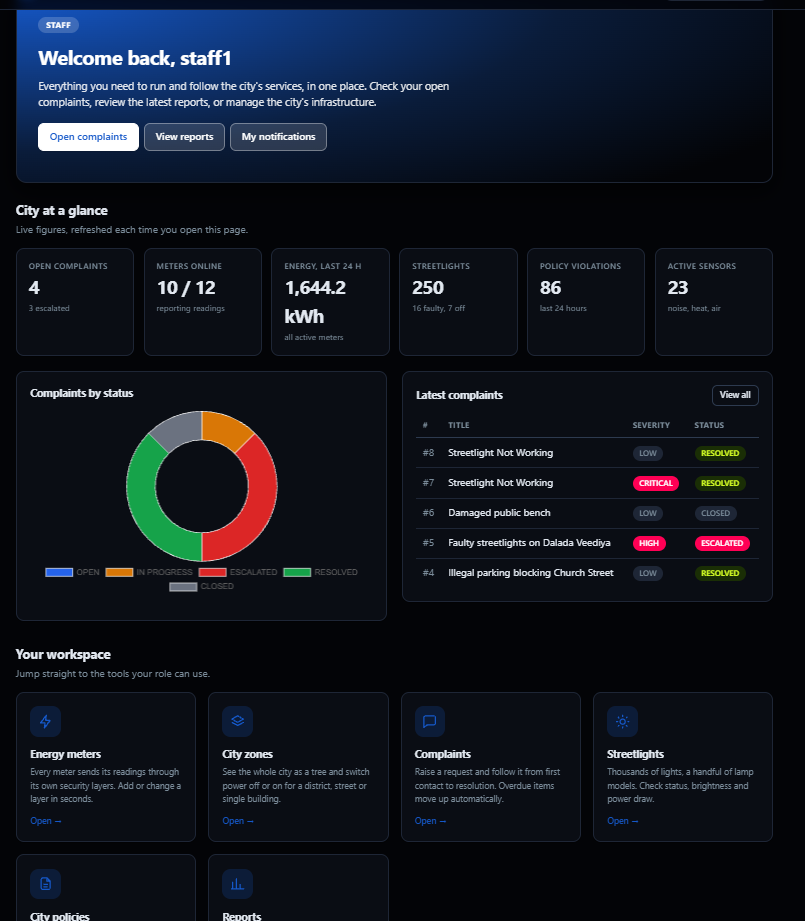 STAFF
Welcome back, staff1
Everything you need to run and follow the city's services, in one place. Check your open
complaints, review the latest reports, or manage the city's infrastructure.
Open complaints
View reports
My notifications
City at a glance
Live figures, refreshed each time you open this page.
OPEN COMPLAINTS
4
3 escalated
METERS ONLINE
10 / 12
reporting readings
ENERGY, LAST 24 H
1,644.2
kWh
all active meters
STREETLIGHTS
250
16 faulty, 7 off
POLICY VIOLATIONS
86
last 24 hours
ACTIVE SENSORS
23
noise, heat, air
Complaints by status
OPEN IN PROGRESS ESCALATED RESOLVED
CLOSED
Latest complaints
View all
# TITLE SEVERITY STATUS
#8 Streetlight Not Working LOW RESOLVED
#7 Streetlight Not Working CRITICAL RESOLVED
#6 Damaged public bench LOW CLOSED
#5 Faulty streetlights on Dalada Veediya HIGH ESCALATED
#4 Illegal parking blocking Church Street LOW RESOLVED
Your workspace
Jump straight to the tools your role can use.
Energy meters
Every meter sends its readings through
its own security layers. Add or change a
layer in seconds.
Open →
City zones
See the whole city as a tree and switch
power off or on for a district, street or
single building.
Open →
Complaints
Raise a request and follow it from first
contact to resolution. Overdue items
move up automatically.
Open →
Streetlights
Thousands of lights, a handful of lamp
models. Check status, brightness and
power draw.
Open →
City policies
Reports